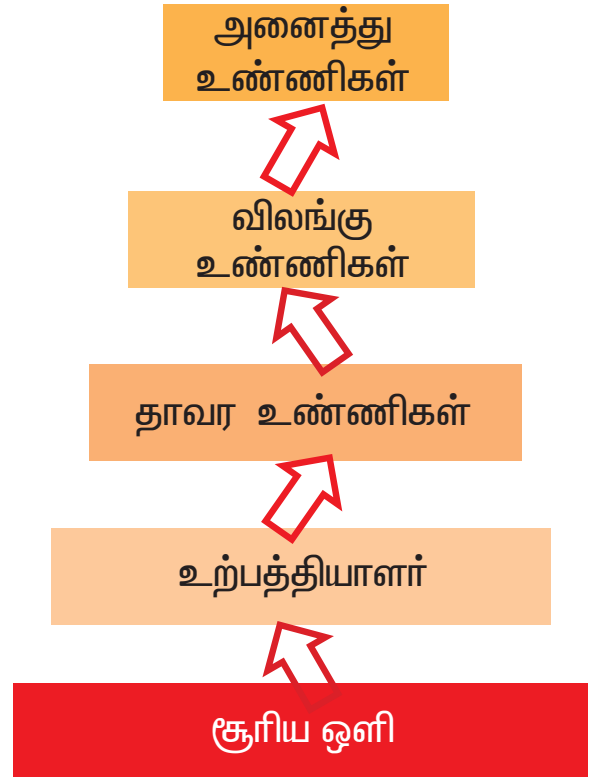 அனைத்து
உண்ணிகள்
விலங்கு
உண்ணிகள்
தாவர உண்ணிகள்
உற்பத்தியாளர்
சூரிய ஒளி